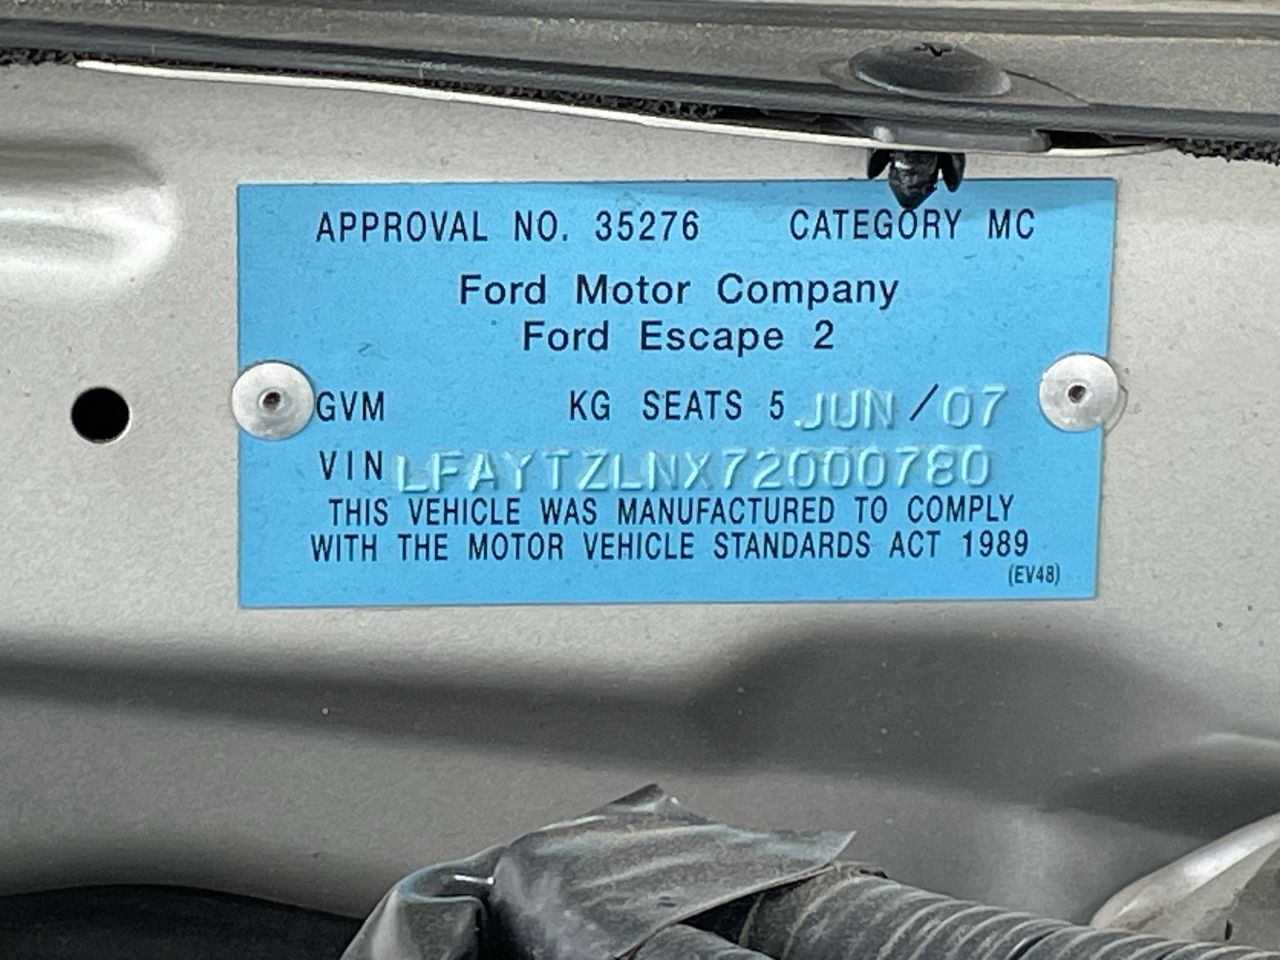 APPROVAL NO. 35276 CATEGORY MC
Ford Motor Company
Ford Escape 2
GVM KG SEATS 5 JUN/07
VIN LFAYTZLNX72000780
THIS VEHICLE WAS MANUFACTURED TO COMPLY
WITH THE MOTOR VEHICLE STANDARDS ACT 1989
(EV48)